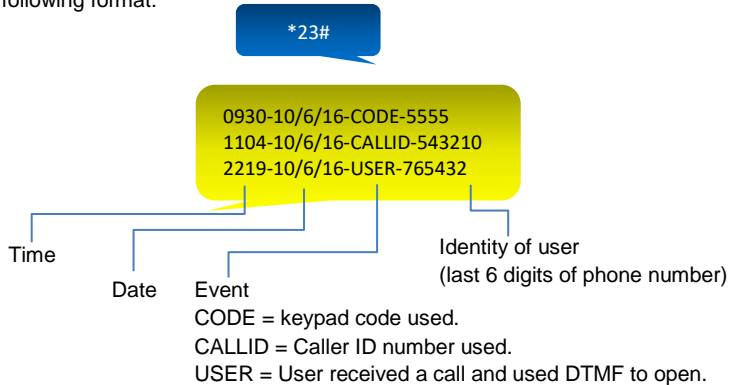 following format.
*23#
0930-10/6/16-CODE-5555
1104-10/6/16-CALLID-543210
2219-10/6/16-USER-765432
Time
Date
Event
Identity of user
(last 6 digits of phone number)
CODE = keypad code used.
CALLID = Caller ID number used.
USER = User received a call and used DTMF to open.